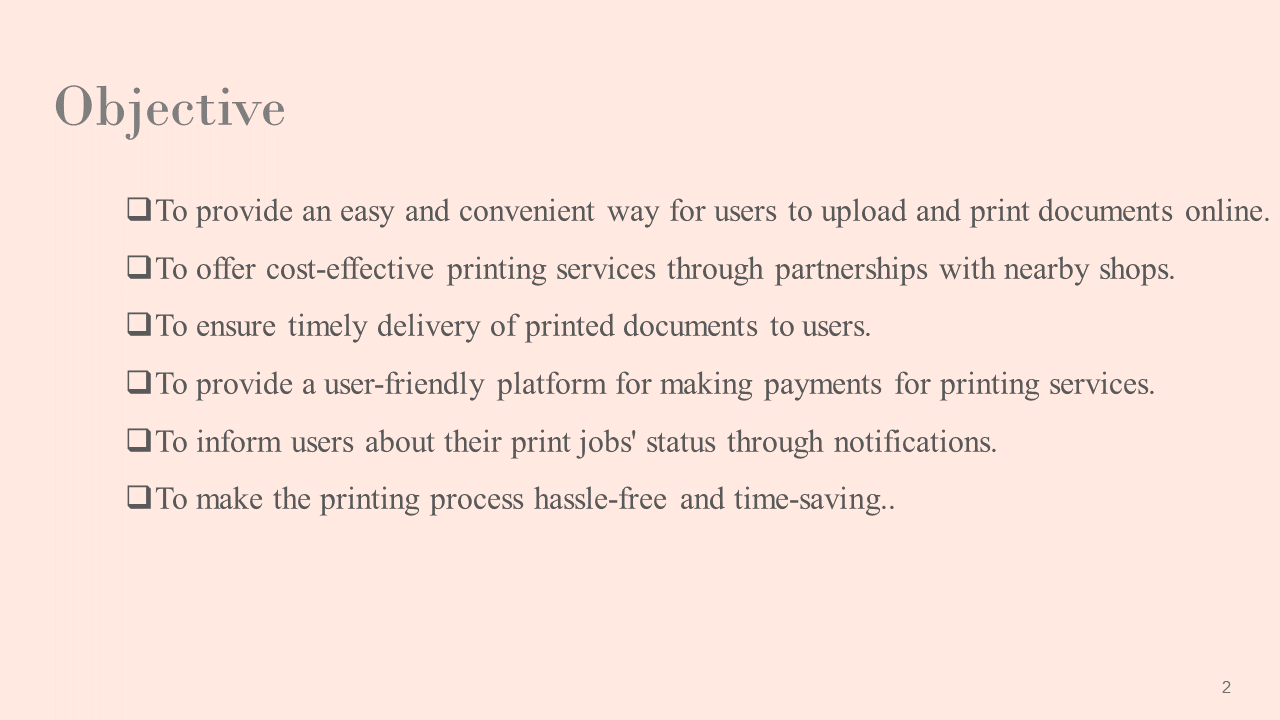 Objective
❑To provide an easy and convenient way for users to upload and print documents online.
❑To offer cost-effective printing services through partnerships with nearby shops.
❑To ensure timely delivery of printed documents to users.
❑To provide a user-friendly platform for making payments for printing services.
❑To inform users about their print jobs' status through notifications.
❑To make the printing process hassle-free and time-saving..
2